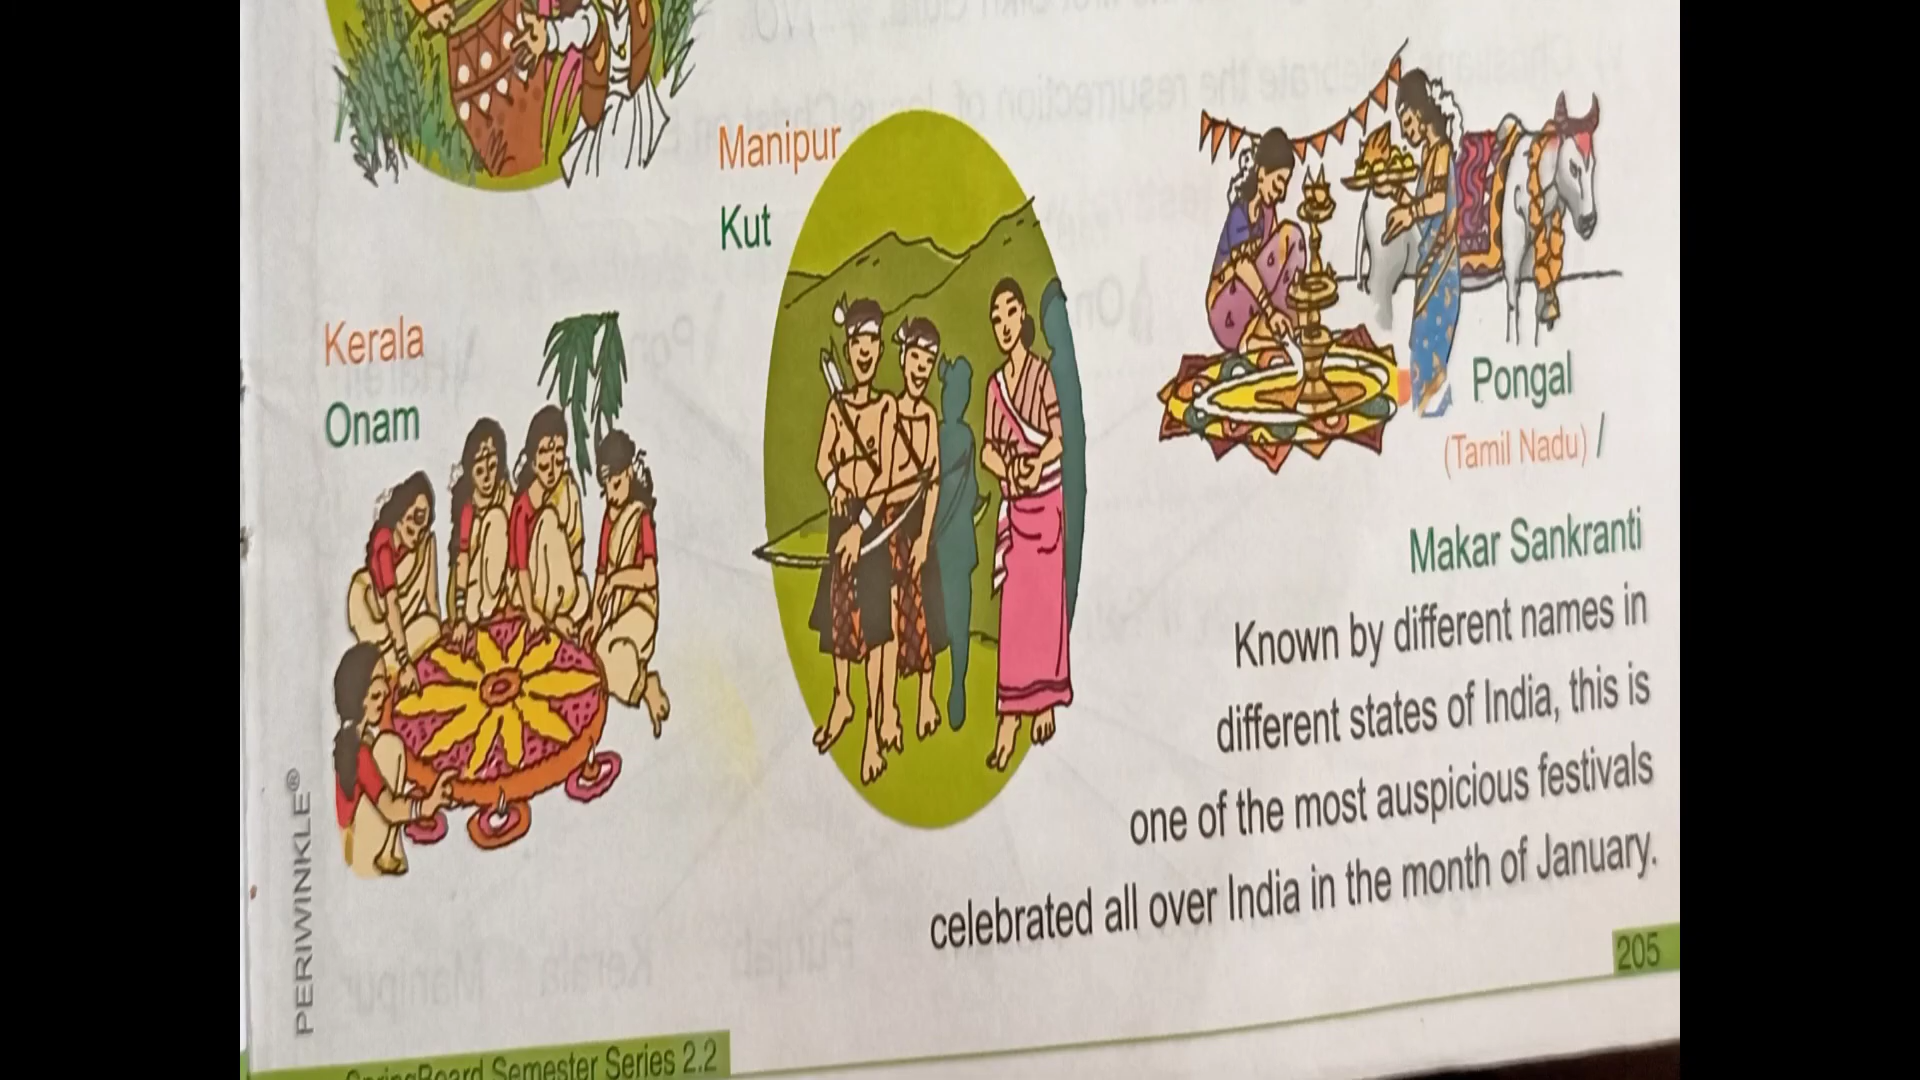 Manipur
Kut
Kerala
Onam
Pongal
(Tamil Nadu) /
Makar Sankranti
Known by different names in
different states of India, this is
one of the most auspicious festivals
celebrated all over India in the month of January.
PERIWINKLE®
205
SpringBoard Semester Series 2.2